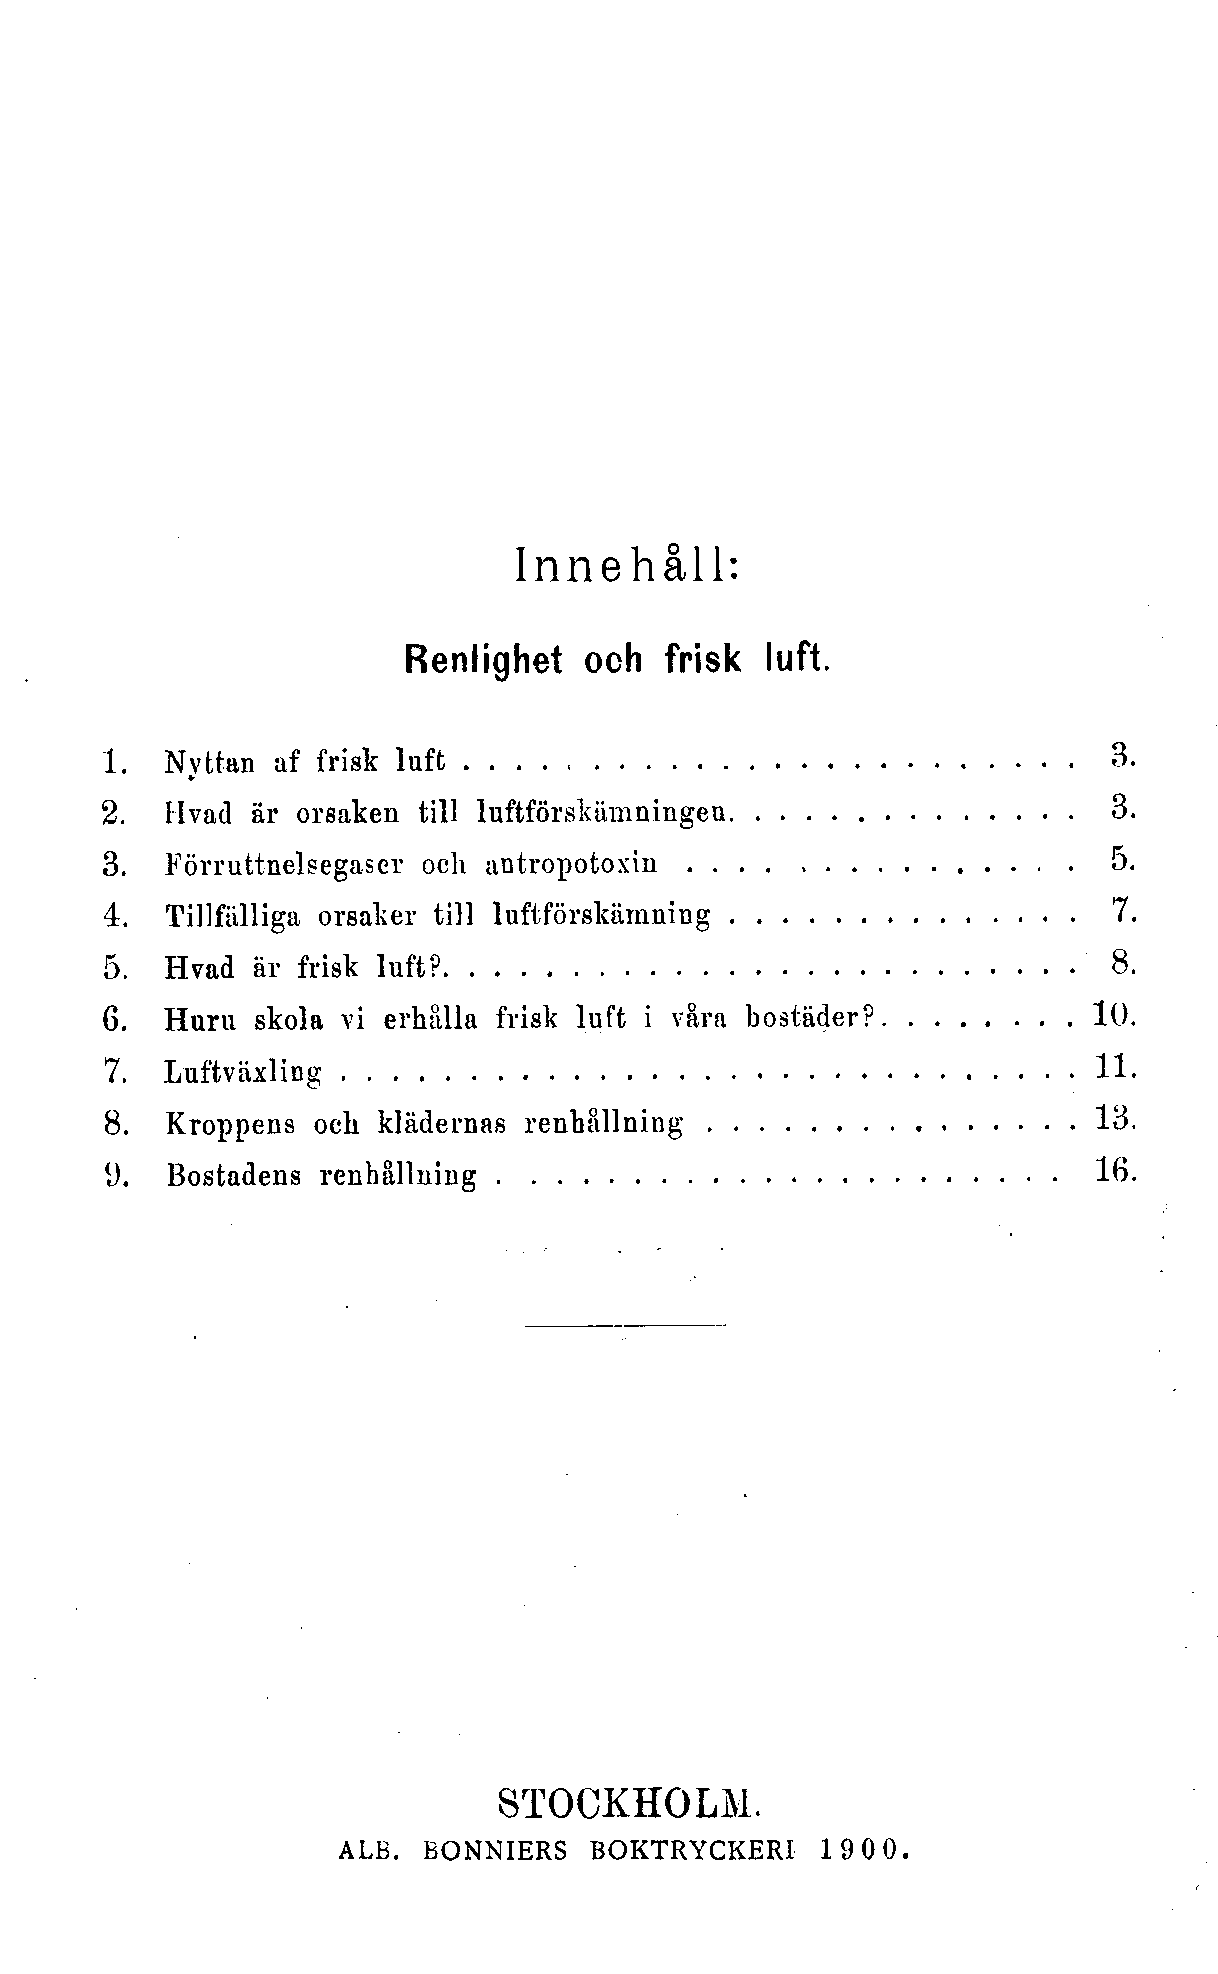 Innehåll:
Renlighet och frisk luft.
1. Nyttan af frisk luft . . . . . . . . . . . . . . . . . . . . . . . . 3.
2. Hvad är orsaken till luftförskämningen. . . . . . . . . . . . . . 3.
3. Förruttnelsegaser och antropotoxin . . . . . . . . . . . . . . . . 5.
4. Tillfälliga orsaker till luftförskämning . . . . . . . . . . . . . . 7.
5. Hvad är frisk luft?. . . . . . . . . . . . . . . . . . . . . . . . . 8.
6. Huru skola vi erhålla frisk luft i våra bostäder?. . . . . . . . 10.
7. Luftväxling . . . . . . . . . . . . . . . . . . . . . . . . . . . . . 11.
8. Kroppens och klädernas renhållning . . . . . . . . . . . . . . . 13.
9. Bostadens renhållning . . . . . . . . . . . . . . . . . . . . . . 16.
STOCKHOLM.
ALB. BONNIERS BOKTRYCKERI 1900.